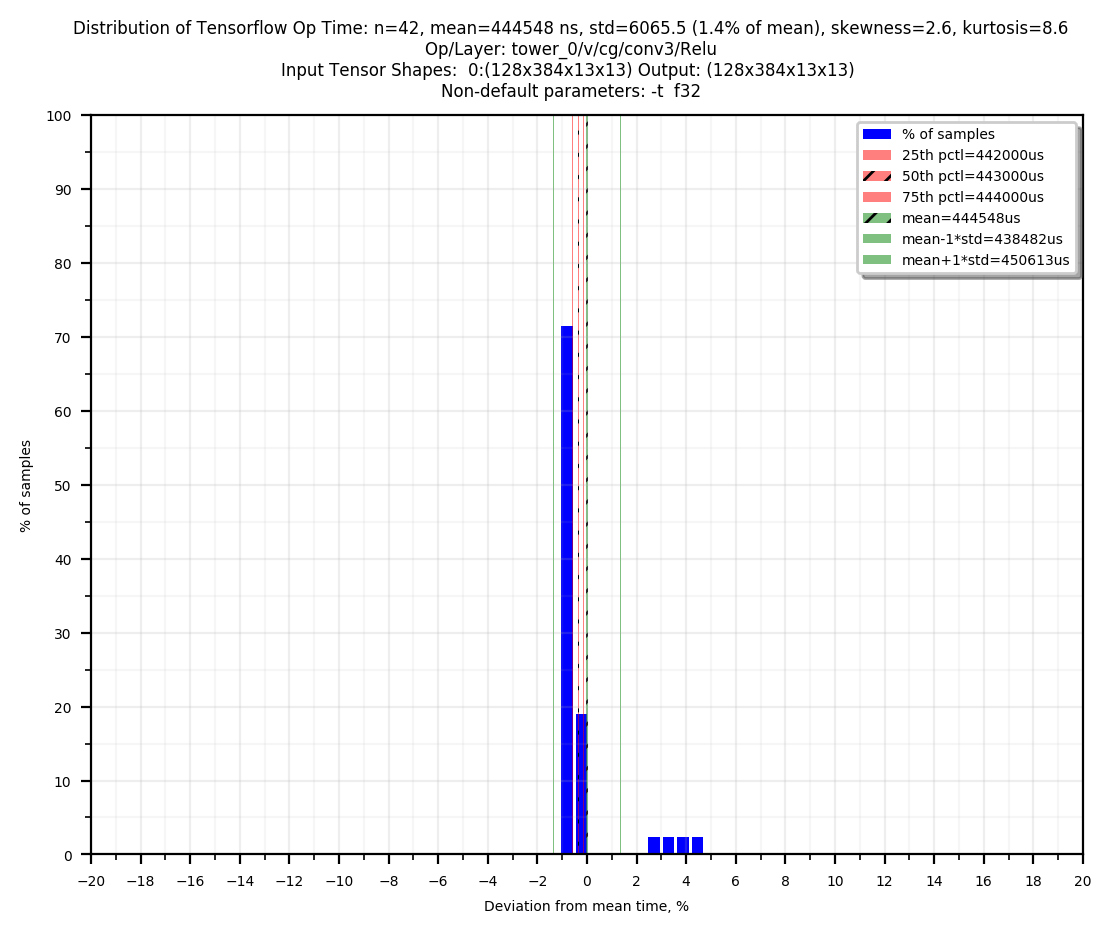 Distribution of Tensorflow Op Time: n=42, mean=444548 ns, std=6065.5 (1.4% of mean), skewness=2.6, kurtosis=8.6
Op/Layer: tower_0/v/cg/conv3/Relu
Input Tensor Shapes:  0:(128x384x13x13) Output: (128x384x13x13)
Non-default parameters: -t  f32
% of samples
25th pctl=442000us
50th pctl=443000us
75th pctl=444000us
mean=444548us
mean-1*std=438482us
mean+1*std=450613us
100
90
80
70
60
50
40
30
20
10
0
% of samples
−20 −18 −16 −14 −12 −10 −8 −6 −4 −2 0 2 4 6 8 10 12 14 16 18 20
Deviation from mean time, %